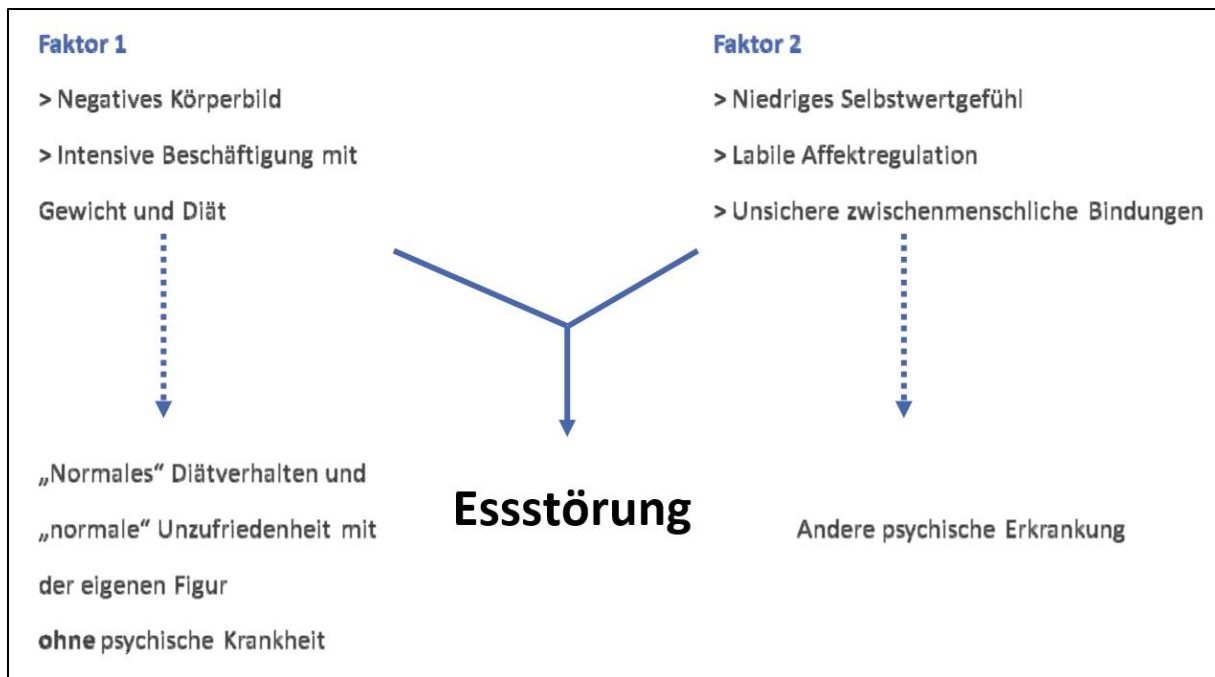 Faktor 1
> Negatives Körperbild
> Intensive Beschäftigung mit
Gewicht und Diät
Faktor 2
> Niedriges Selbstwertgefühl
> Labile Affektregulation
> Unsichere zwischenmenschliche Bindungen
„Normales“ Diätverhalten und
„normale“ Unzufriedenheit mit
der eigenen Figur
ohne psychische Krankheit
Essstörung
Andere psychische Erkrankung